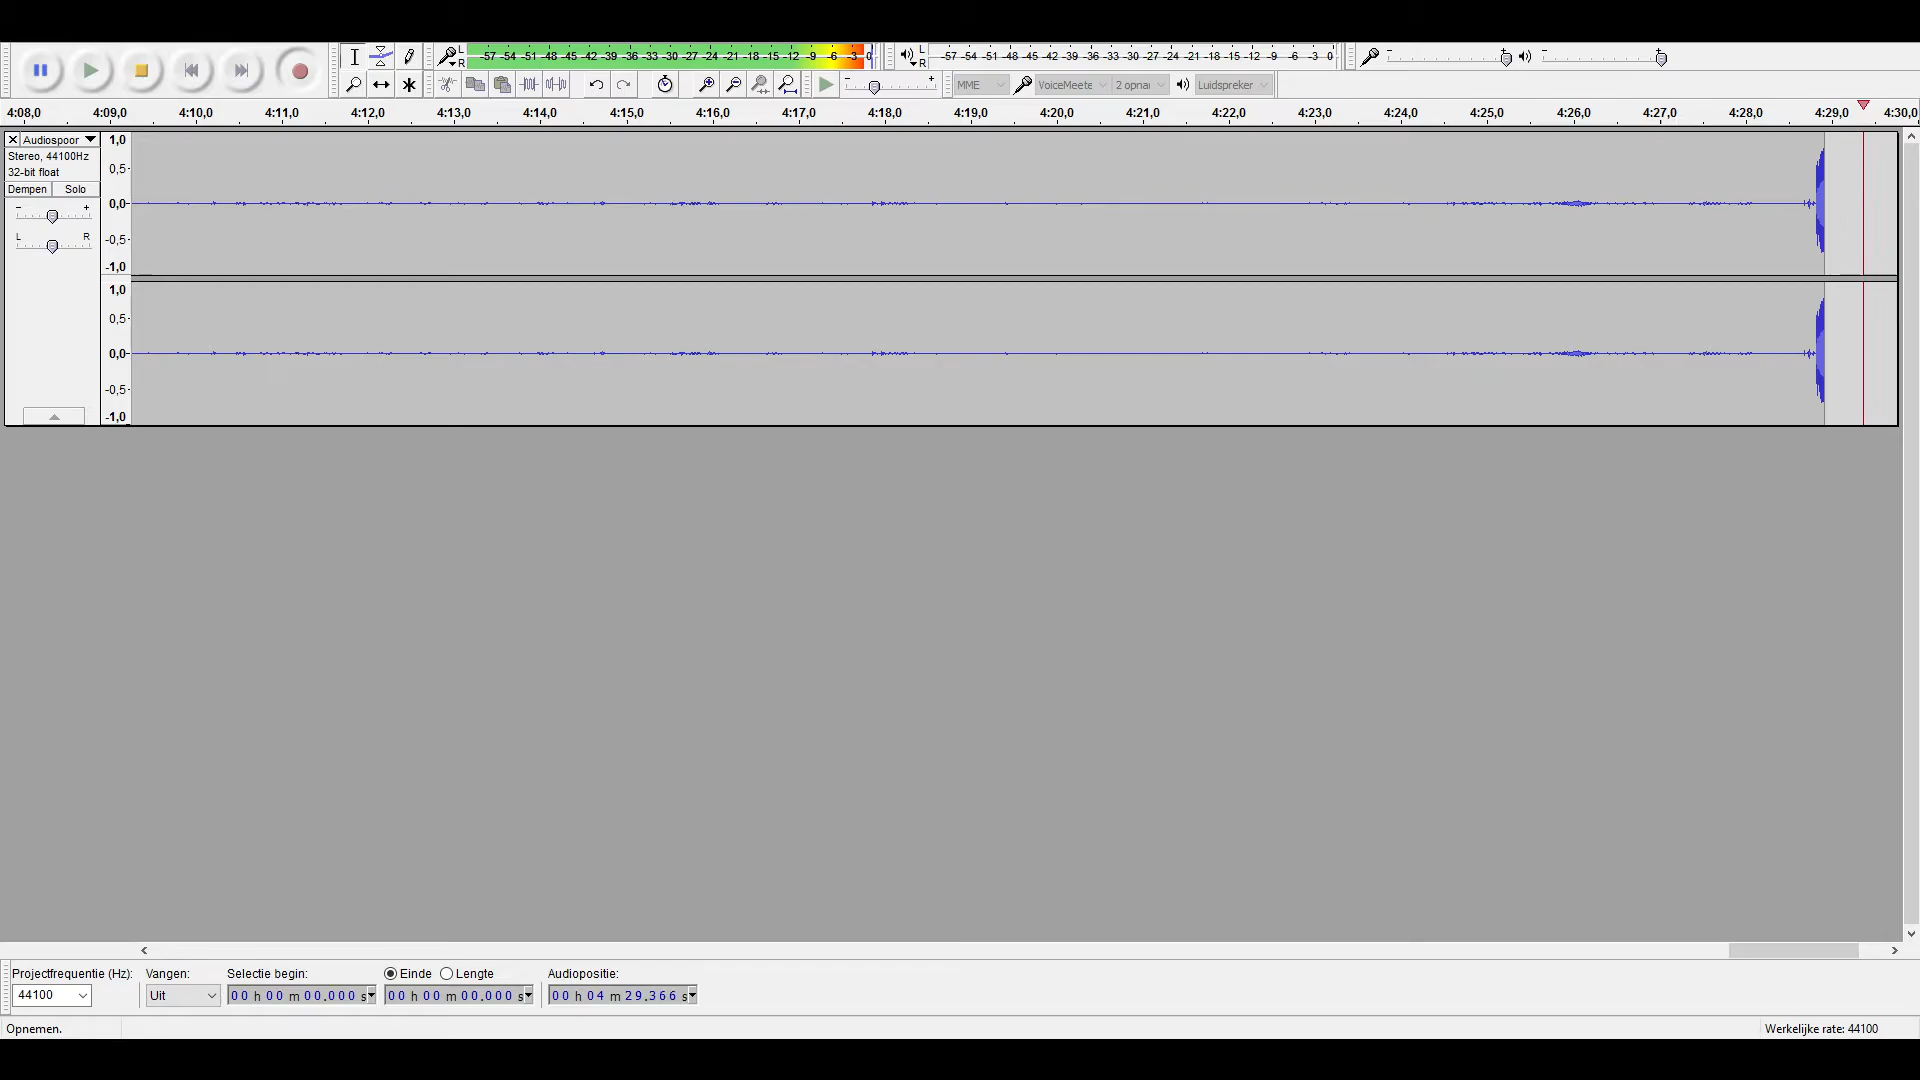 L
R
-57 -54 -51 -48 -45 -42 -39 -36 -33 -30 -27 -24 -21 -18 -15 -12 -9 -6 -3 0
L
R
-57 -54 -51 -48 -45 -42 -39 -36 -33 -30 -27 -24 -21 -18 -15 -12 -9 -6 -3 0
- +
- +
- +
MME
VoiceMeete
2 opnai
Luidspreker
4:08,0 4:09,0 4:10,0 4:11,0 4:12,0 4:13,0 4:14,0 4:15,0 4:16,0 4:17,0 4:18,0 4:19,0 4:20,0 4:21,0 4:22,0 4:23,0 4:24,0 4:25,0 4:26,0 4:27,0 4:28,0 4:29,0 4:30,0
Audiospoor
Stereo, 44100Hz
32-bit float
Dempen Solo
- +
L R
1,0
0,5
0,0
-0,5
-1,0
1,0
0,5
0,0
-0,5
-1,0
Projectfrequentie (Hz): Vangen: Selectie begin: Einde Lengte Audiopositie:
44100 Uit 00 h 00 m 00.000 s 00 h 00 m 00.000 s 00 h 04 m 29.366 s
Opnemen. Werkelijke rate: 44100